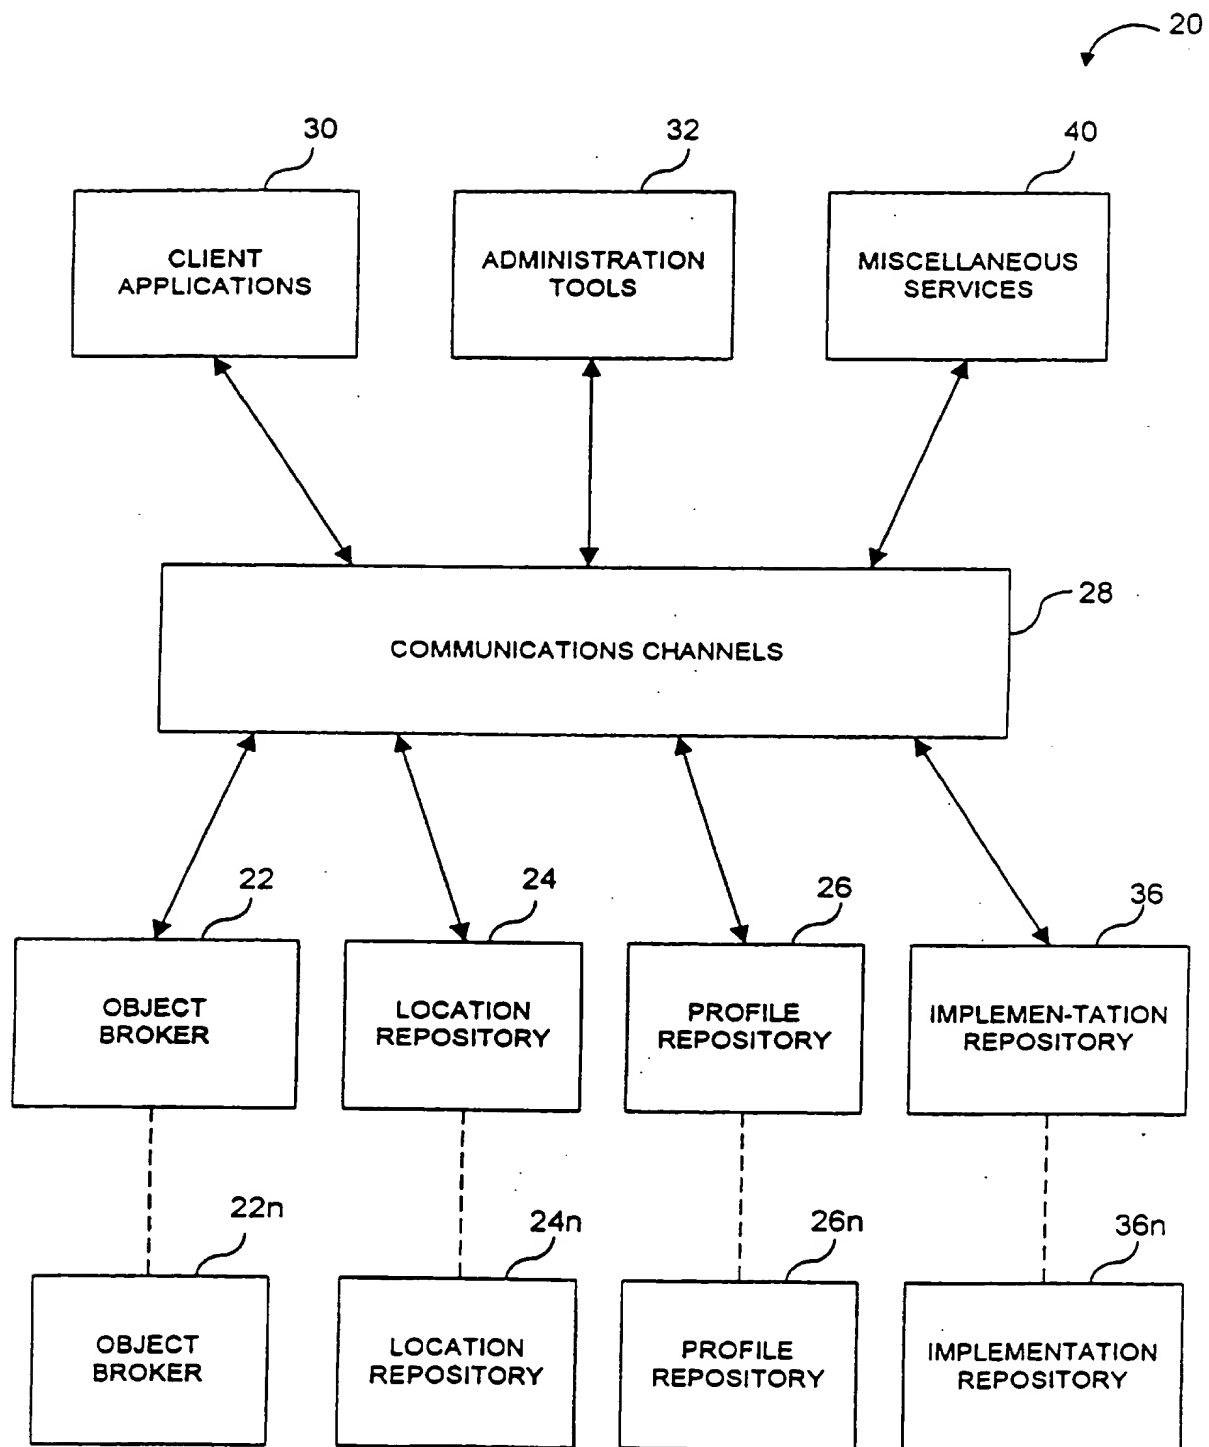 20
30
32
40
CLIENT
APPLICATIONS
ADMINISTRATION
TOOLS
MISCELLANEOUS
SERVICES
28
COMMUNICATIONS CHANNELS
22
24
26
36
OBJECT
BROKER
LOCATION
REPOSITORY
PROFILE
REPOSITORY
IMPLEMEN-TATION
REPOSITORY
22n
24n
26n
36n
OBJECT
BROKER
LOCATION
REPOSITORY
PROFILE
REPOSITORY
IMPLEMENTATION
REPOSITORY